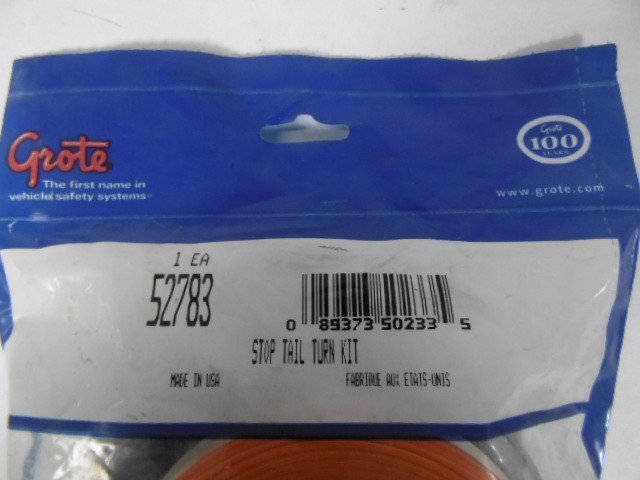 Grote
The first name in
vehicle safety systems
Grote
100
YEARS
www.grote.com
1 EA
52783
0 89373 50233 5
STOP TAIL TURN KIT
MADE IN USA
FABRIQUE AUX ETATS-UNIS